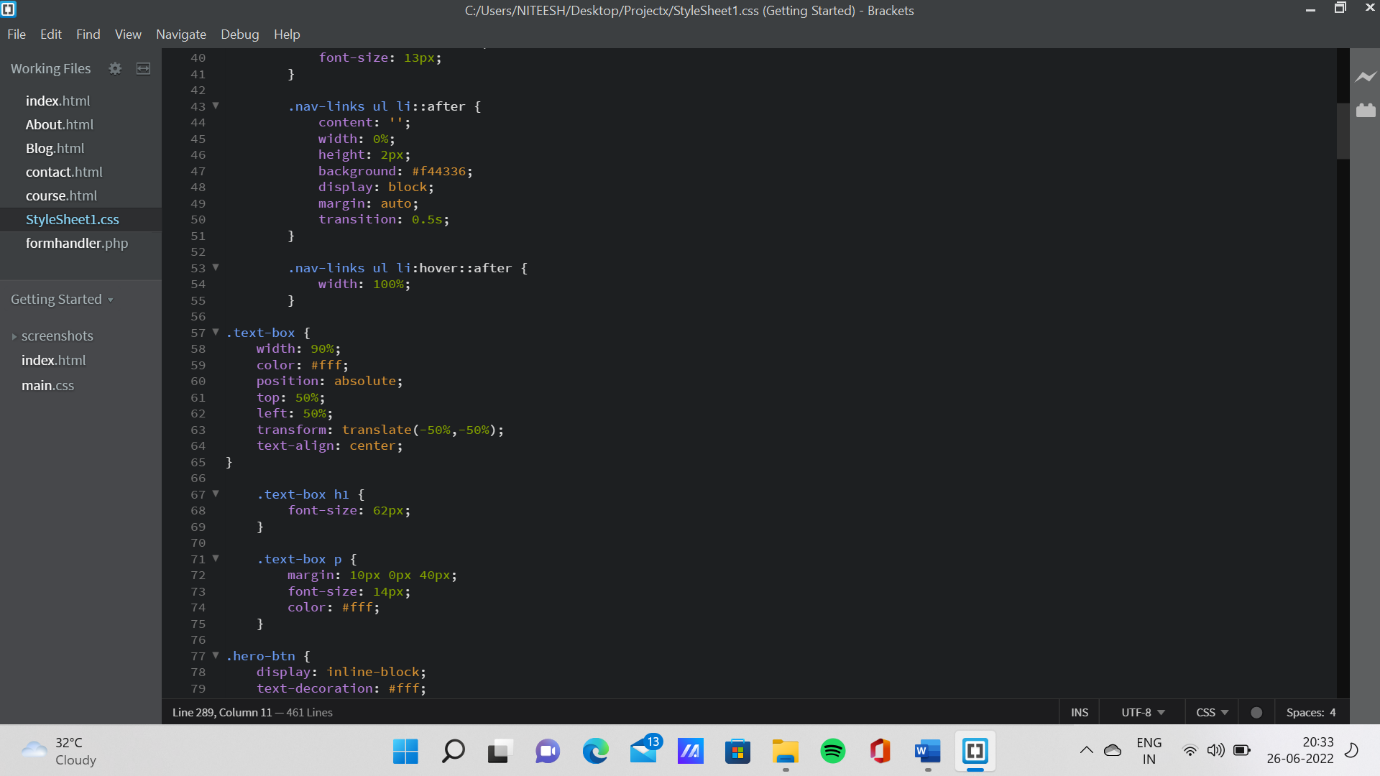 C:/Users/NITEESH/Desktop/Projectx/StyleSheet1.css (Getting Started) - Brackets
File Edit Find View Navigate Debug Help
Working Files
index.html
About.html
Blog.html
contact.html
course.html
StyleSheet1.css
formhandler.php
Getting Started
screenshots
index.html
main.css
40 font-size: 13px;
41 }
42
43 .nav-links ul li::after {
44 content: '';
45 width: 0%;
46 height: 2px;
47 background: #f44336;
48 display: block;
49 margin: auto;
50 transition: 0.5s;
51 }
52
53 .nav-links ul li:hover::after {
54 width: 100%;
55 }
56
57 .text-box {
58 width: 90%;
59 color: #fff;
60 position: absolute;
61 top: 50%;
62 left: 50%;
63 transform: translate(-50%,-50%);
64 text-align: center;
65 }
66
67 .text-box h1 {
68 font-size: 62px;
69 }
70
71 .text-box p {
72 margin: 10px 0px 40px;
73 font-size: 14px;
74 color: #fff;
75 }
76
77 .hero-btn {
78 display: inline-block;
79 text-decoration: #fff;
Line 289, Column 11 — 461 Lines
INS UTF-8 CSS Spaces: 4
32°C
Cloudy
13
ENG
IN
20:33
26-06-2022